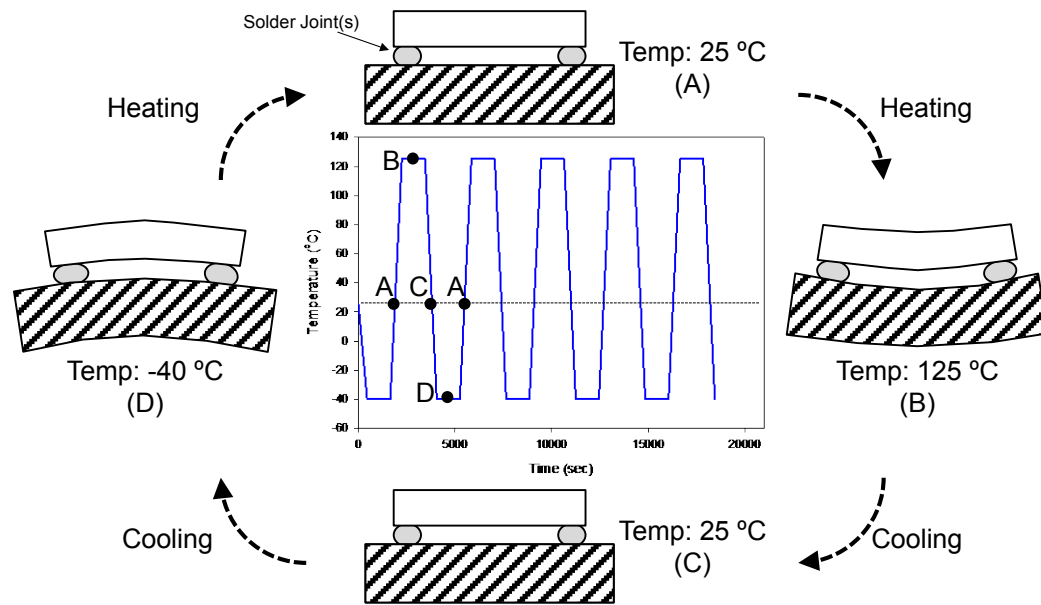 Solder Joint(s)
Temp: 25 ºC
(A)
Heating
Heating
140
120
100
80
60
40
20
0
-20
-40
-60
Temperature (°C)
B
A
C
A
D
0
5000
10000
15000
20000
Time (sec)
Temp: -40 ºC
(D)
Temp: 125 ºC
(B)
Cooling
Cooling
Temp: 25 ºC
(C)